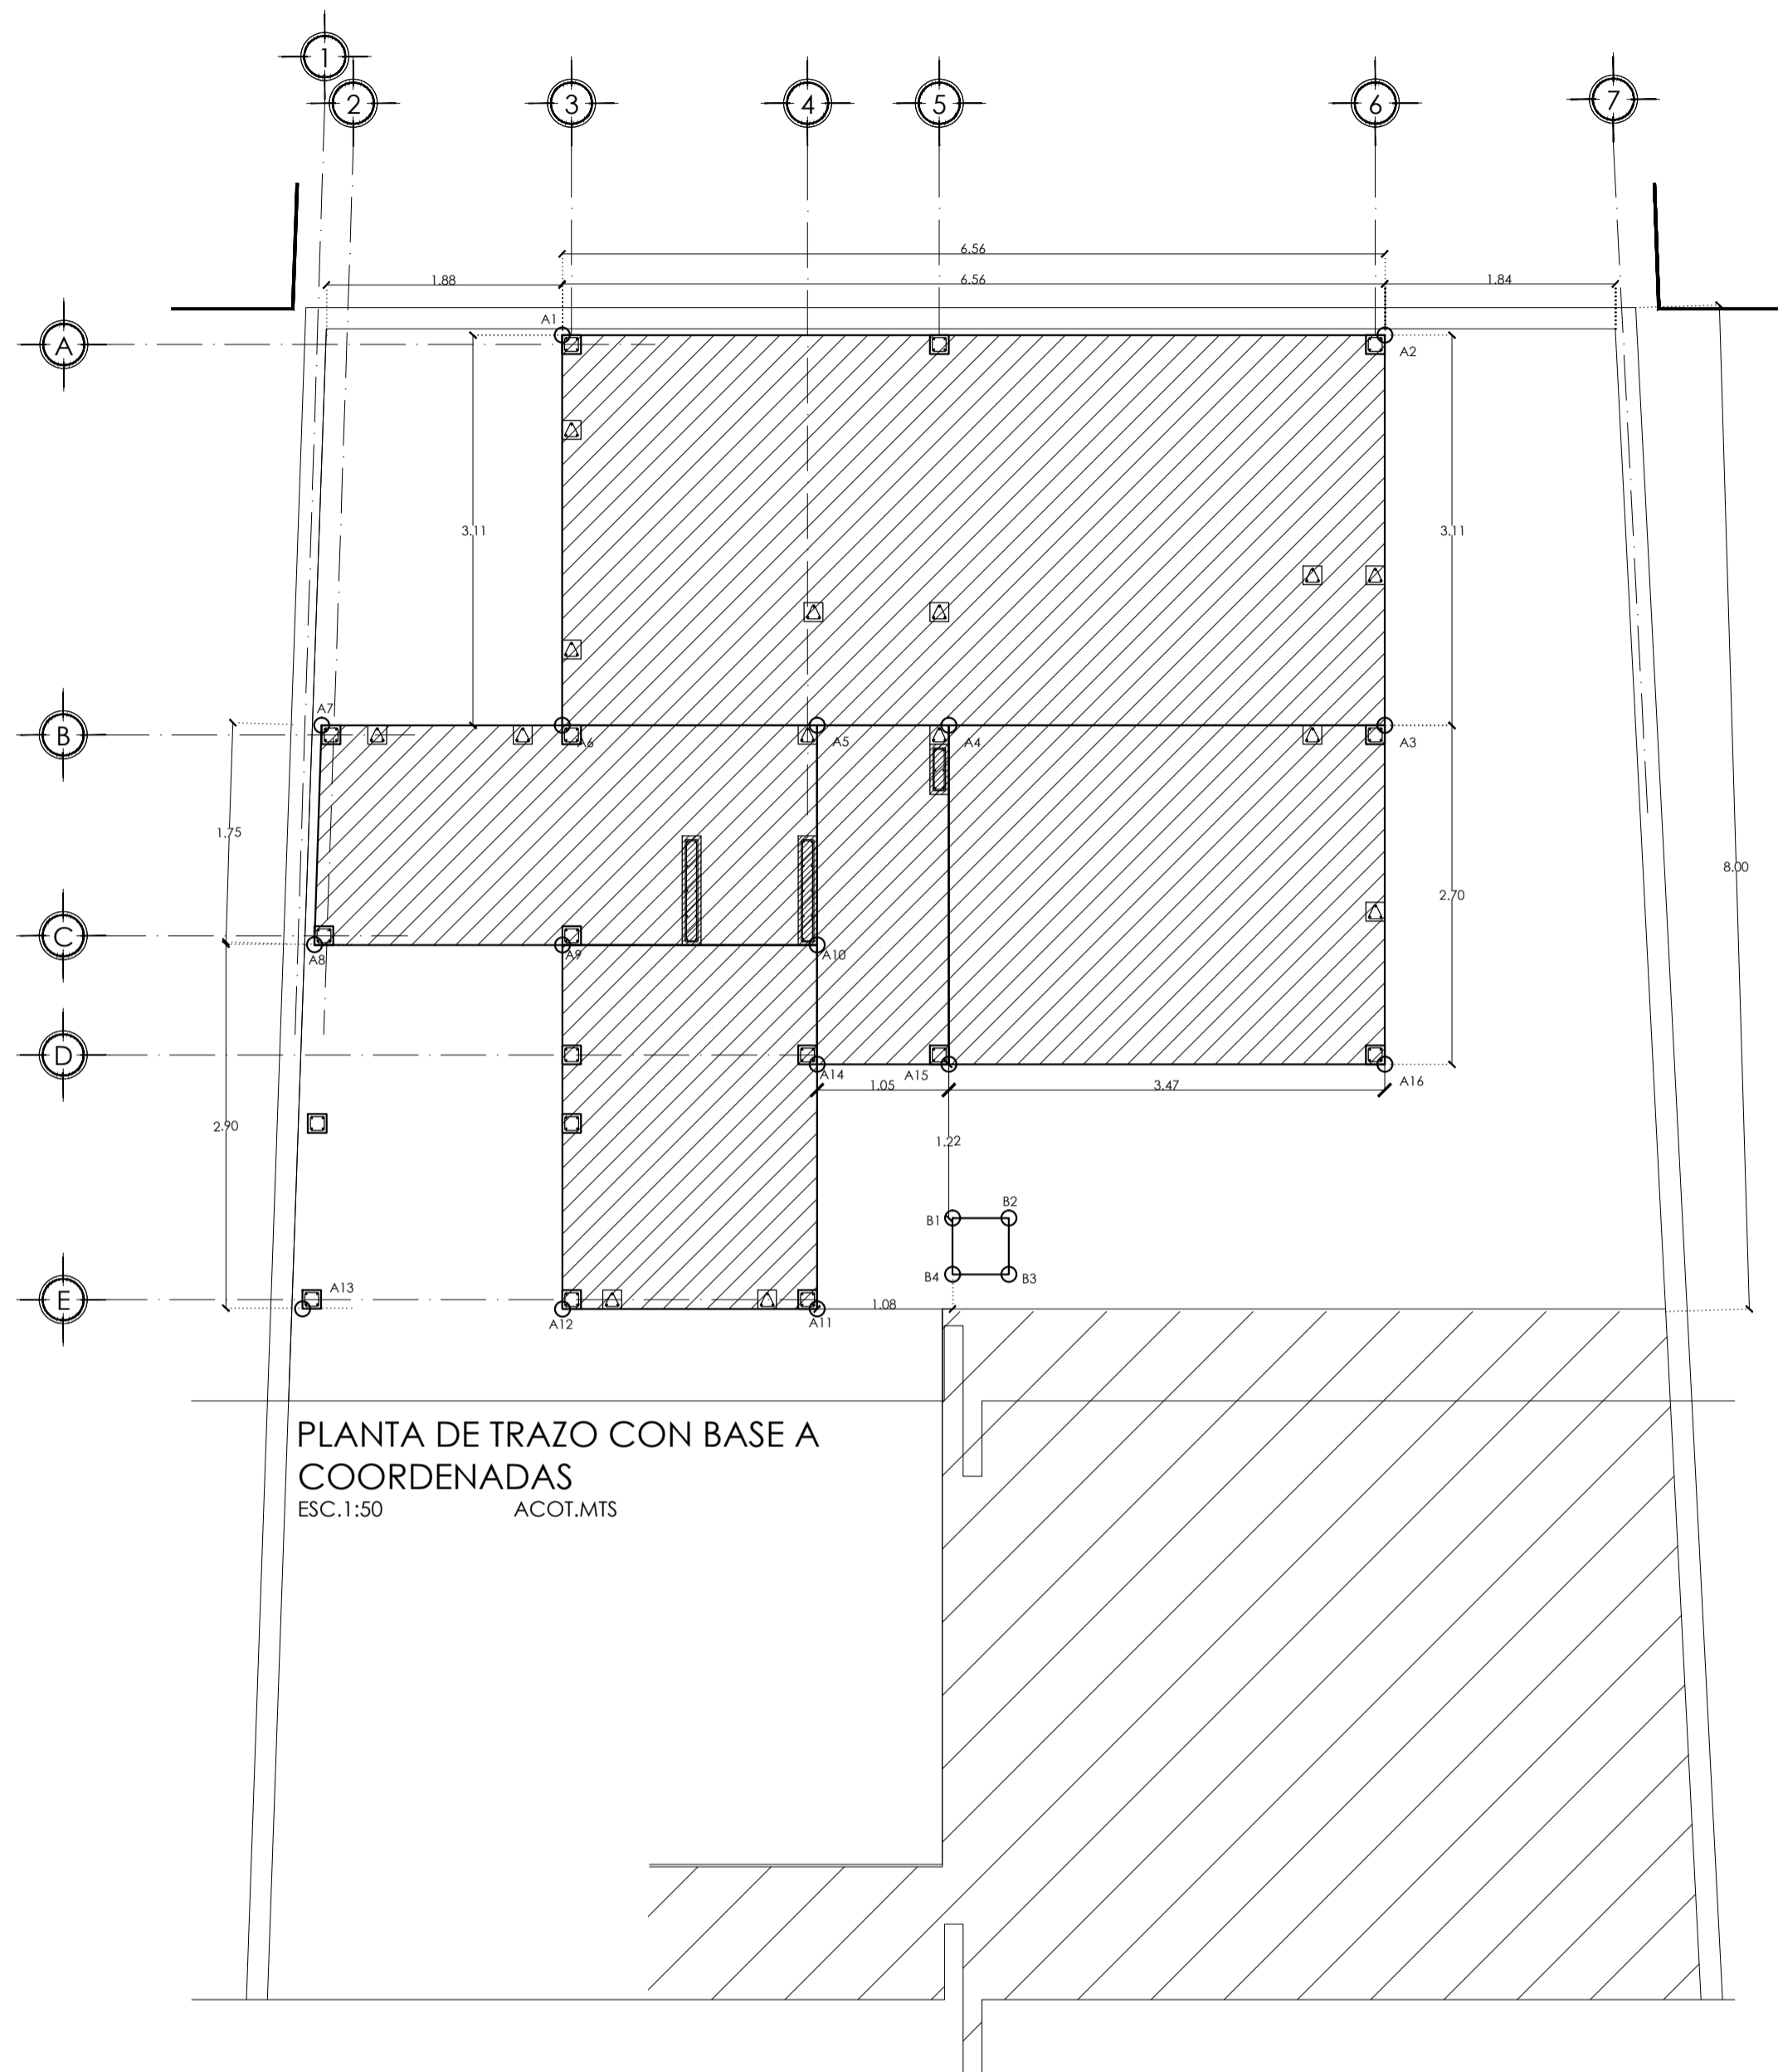 1
2
3
4
5
6
7
6.56
1.88
6.56
1.84
A1
A
A2
3.11
3.11
A7
B
A6
A5
A4
A3
1.75
8.00
2.70
C
A8
A9
A10
D
A14
A15
A16
1.05
3.47
2.90
1.22
B2
B1
B4
B3
A13
E
1.08
A12
A11
PLANTA DE TRAZO CON BASE A
COORDENADAS
ESC.1:50 ACOT.MTS